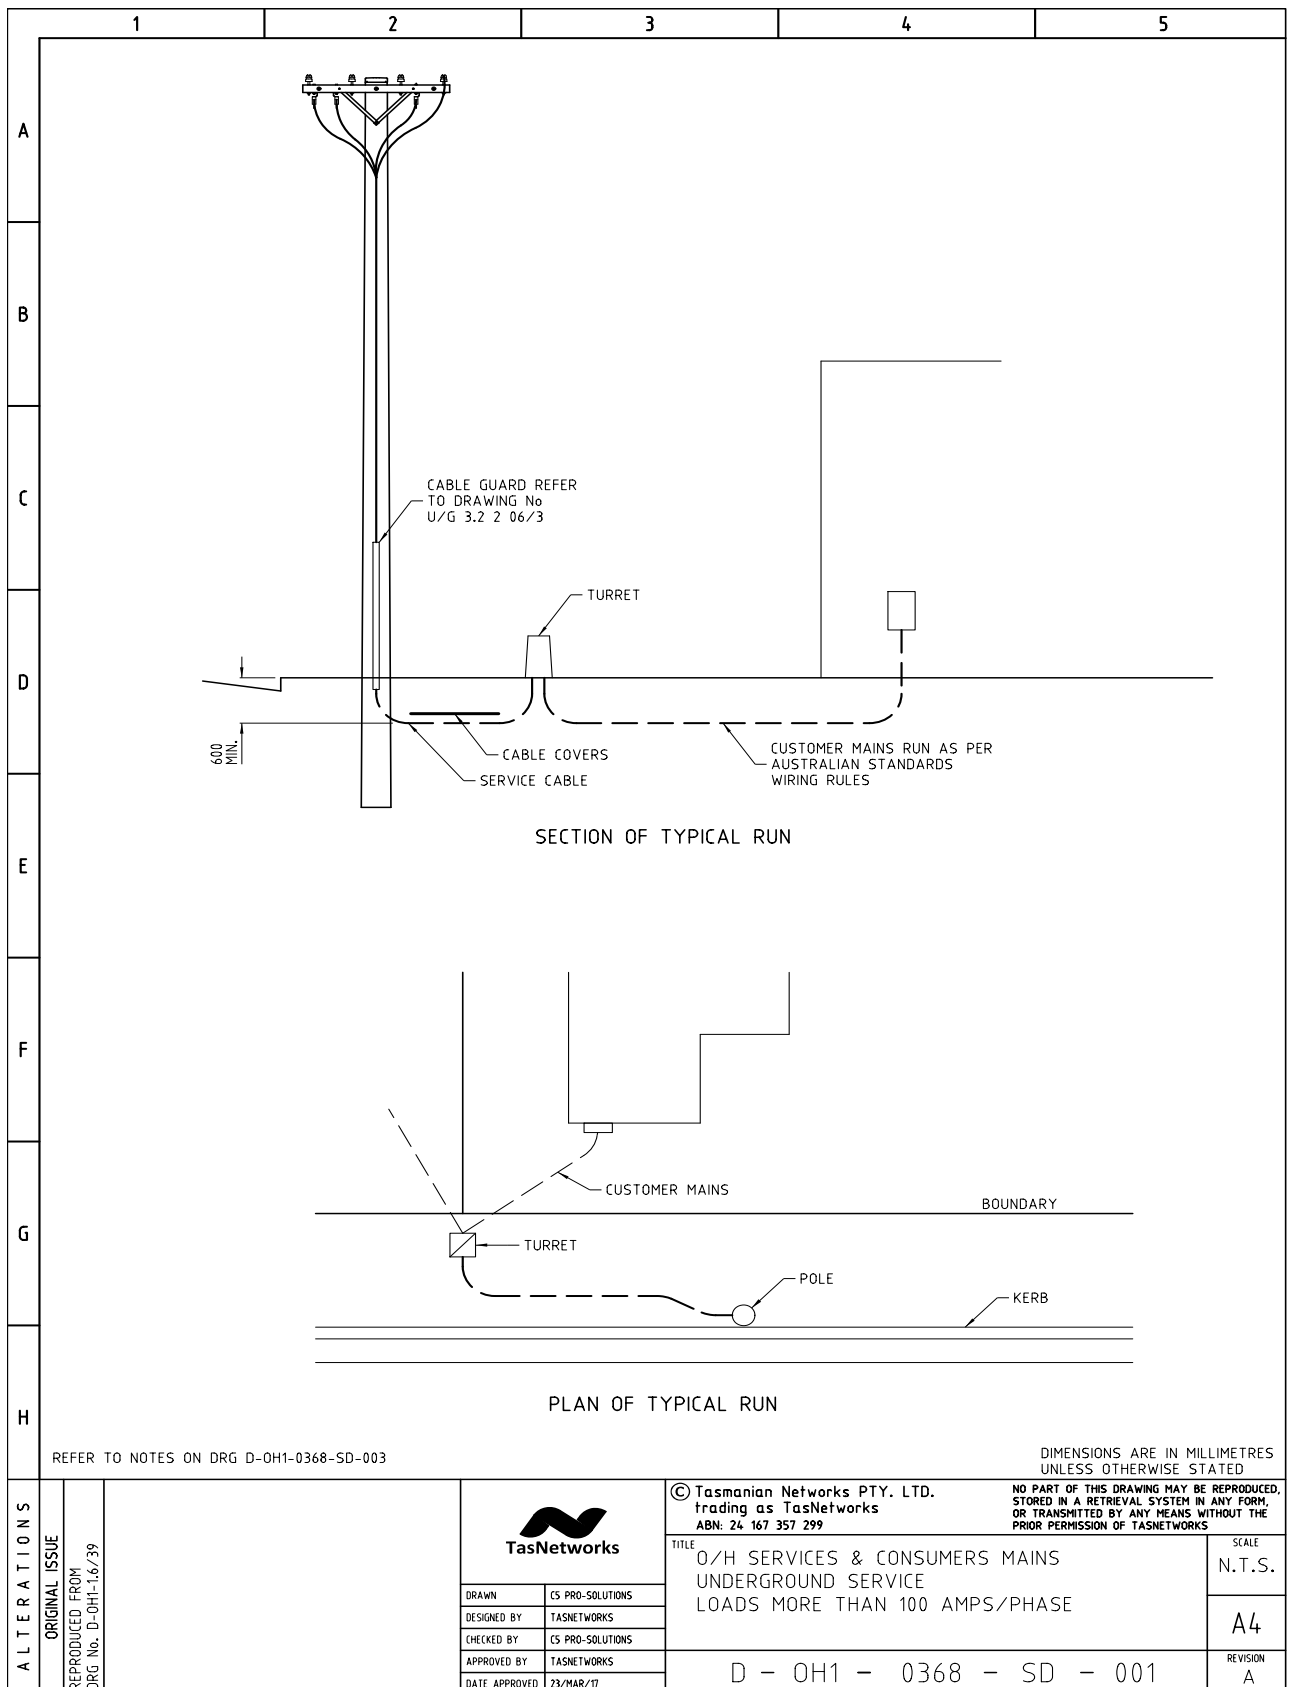 1 2 3 4 5
A
B
C
D
E
F
G
H
CABLE GUARD REFER
TO DRAWING No
U/G 3.2 2 06/3
TURRET
600
MIN.
CABLE COVERS
SERVICE CABLE
CUSTOMER MAINS RUN AS PER
AUSTRALIAN STANDARDS
WIRING RULES
SECTION OF TYPICAL RUN
CUSTOMER MAINS
BOUNDARY
TURRET
POLE
KERB
PLAN OF TYPICAL RUN
REFER TO NOTES ON DRG D-OH1-0368-SD-003
DIMENSIONS ARE IN MILLIMETRES
UNLESS OTHERWISE STATED
ALTERATIONS
ORIGINAL ISSUE
REPRODUCED FROM
DRG No. D-OH1-1.6/39
TasNetworks
DRAWN C5 PRO-SOLUTIONS
DESIGNED BY TASNETWORKS
CHECKED BY C5 PRO-SOLUTIONS
APPROVED BY TASNETWORKS
DATE APPROVED 23/MAR/17
© Tasmanian Networks PTY. LTD.
trading as TasNetworks
ABN: 24 167 357 299
NO PART OF THIS DRAWING MAY BE REPRODUCED,
STORED IN A RETRIEVAL SYSTEM IN ANY FORM,
OR TRANSMITTED BY ANY MEANS WITHOUT THE
PRIOR PERMISSION OF TASNETWORKS
TITLE
O/H SERVICES & CONSUMERS MAINS
UNDERGROUND SERVICE
LOADS MORE THAN 100 AMPS/PHASE
SCALE
N.T.S.
A4
D - OH1 - 0368 - SD - 001
REVISION
A